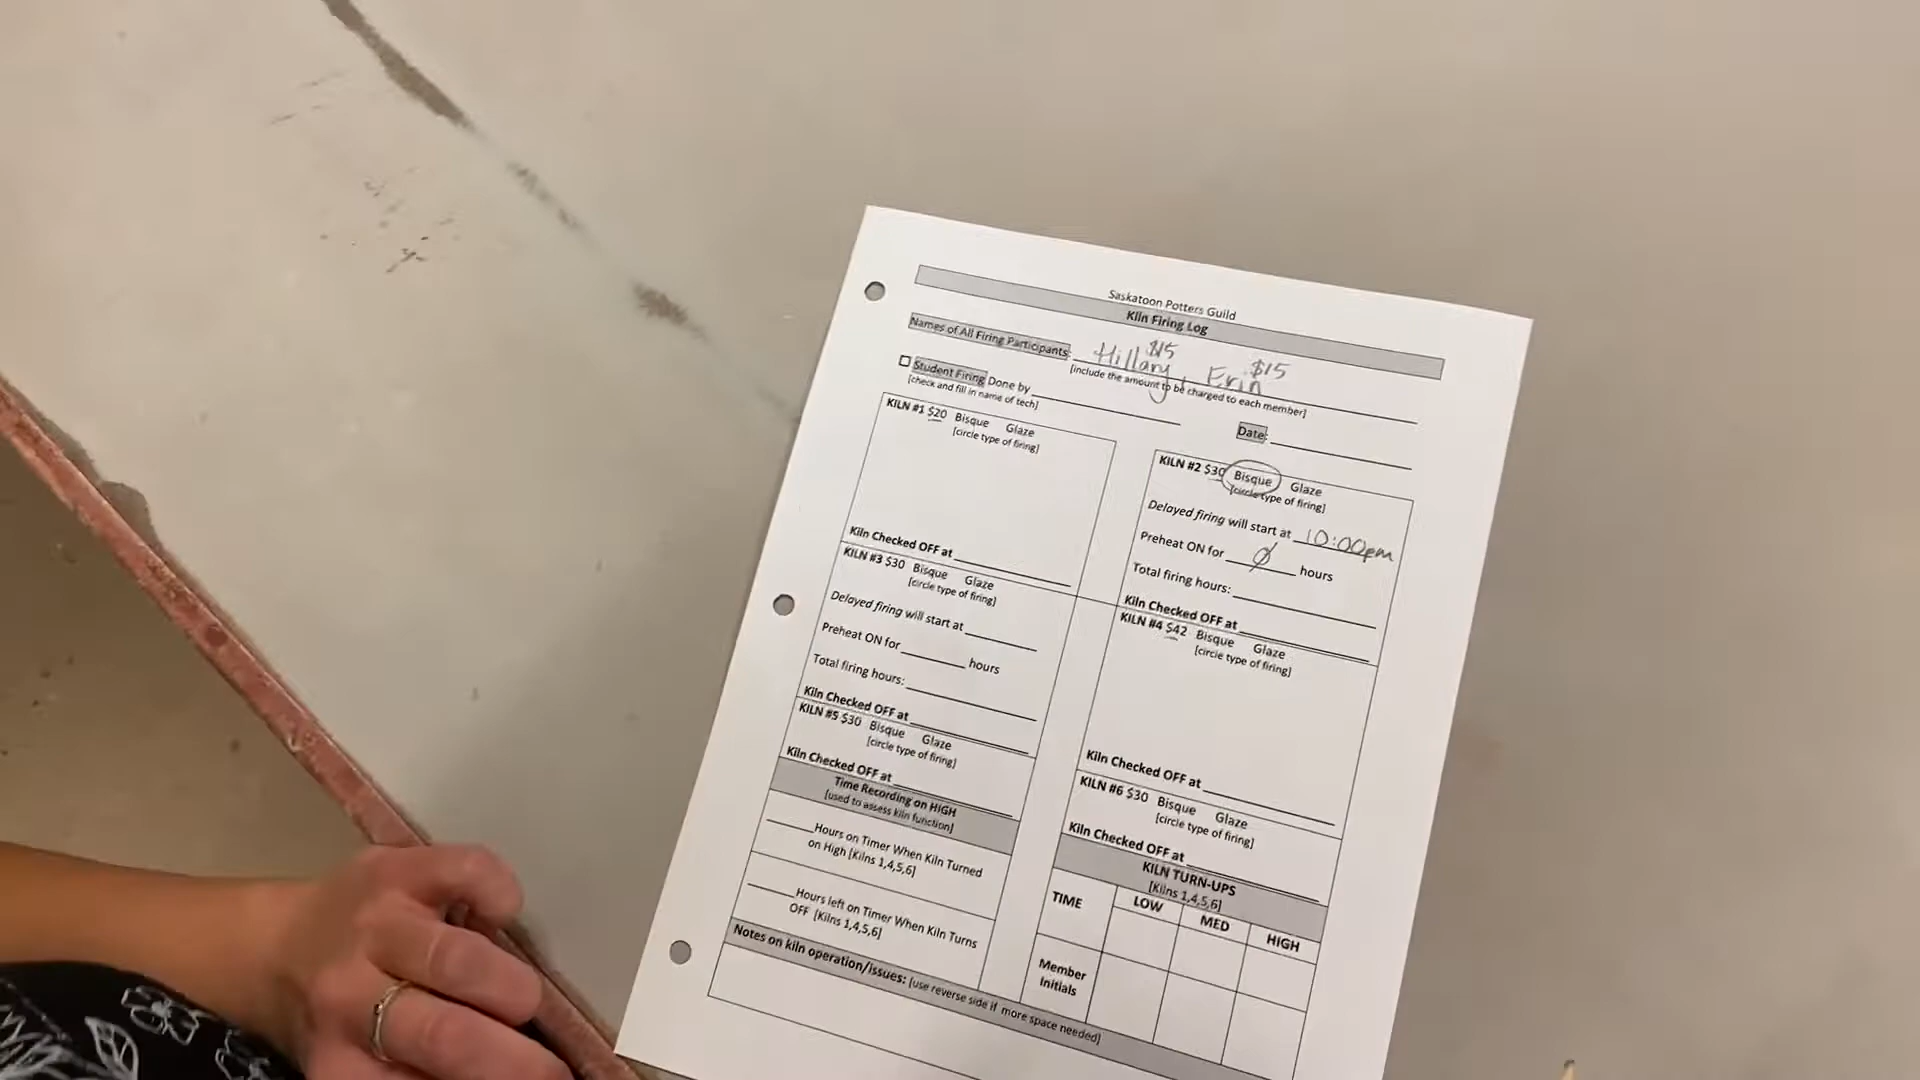 Saskatoon Potters Guild
Kiln Firing Log
Names of All Firing Participants: Hillary $15, Erin $15
[include the amount to be charged to each member]
Student Firing Done by
[check and fill in name of tech]
Date:
KILN #1 $20 Bisque Glaze
[circle type of firing]
Kiln Checked OFF at
KILN #2 $30 Bisque Glaze
[circle type of firing]
Delayed firing will start at 10:00pm
Preheat ON for Ø hours
Total firing hours:
Kiln Checked OFF at
KILN #3 $30 Bisque Glaze
[circle type of firing]
Delayed firing will start at
Preheat ON for hours
Total firing hours:
Kiln Checked OFF at
KILN #4 $42 Bisque Glaze
[circle type of firing]
Kiln Checked OFF at
KILN #5 $30 Bisque Glaze
[circle type of firing]
Kiln Checked OFF at
KILN #6 $30 Bisque Glaze
[circle type of firing]
Kiln Checked OFF at
Time Recording on HIGH
[used to assess kiln function]
Hours on Timer When Kiln Turned
on High [Kilns 1,4,5,6]
Hours left on Timer When Kiln Turns
OFF [Kilns 1,4,5,6]
KILN TURN-UPS
[Kilns 1,4,5,6]
TIME LOW MED HIGH
Member
Initials
Notes on kiln operation/issues: [use reverse side if more space needed]